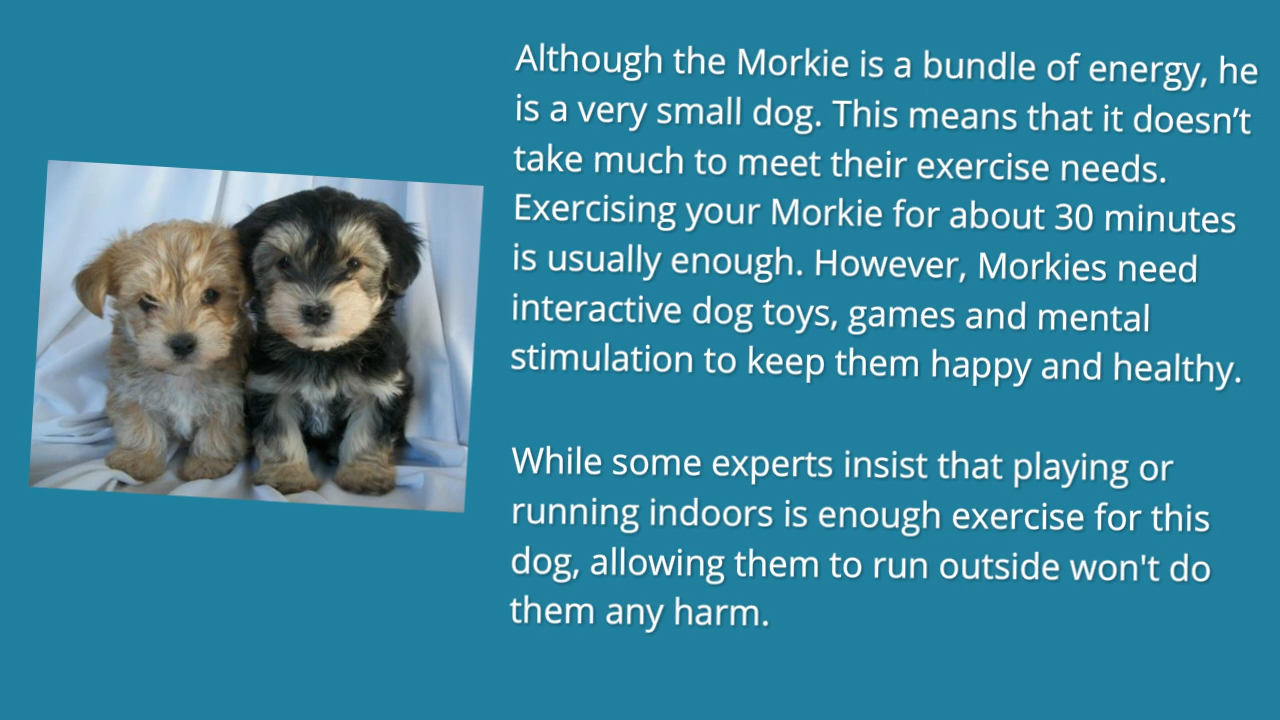 Although the Morkie is a bundle of energy, he
is a very small dog. This means that it doesn’t
take much to meet their exercise needs.
Exercising your Morkie for about 30 minutes
is usually enough. However, Morkies need
interactive dog toys, games and mental
stimulation to keep them happy and healthy.
While some experts insist that playing or
running indoors is enough exercise for this
dog, allowing them to run outside won't do
them any harm.